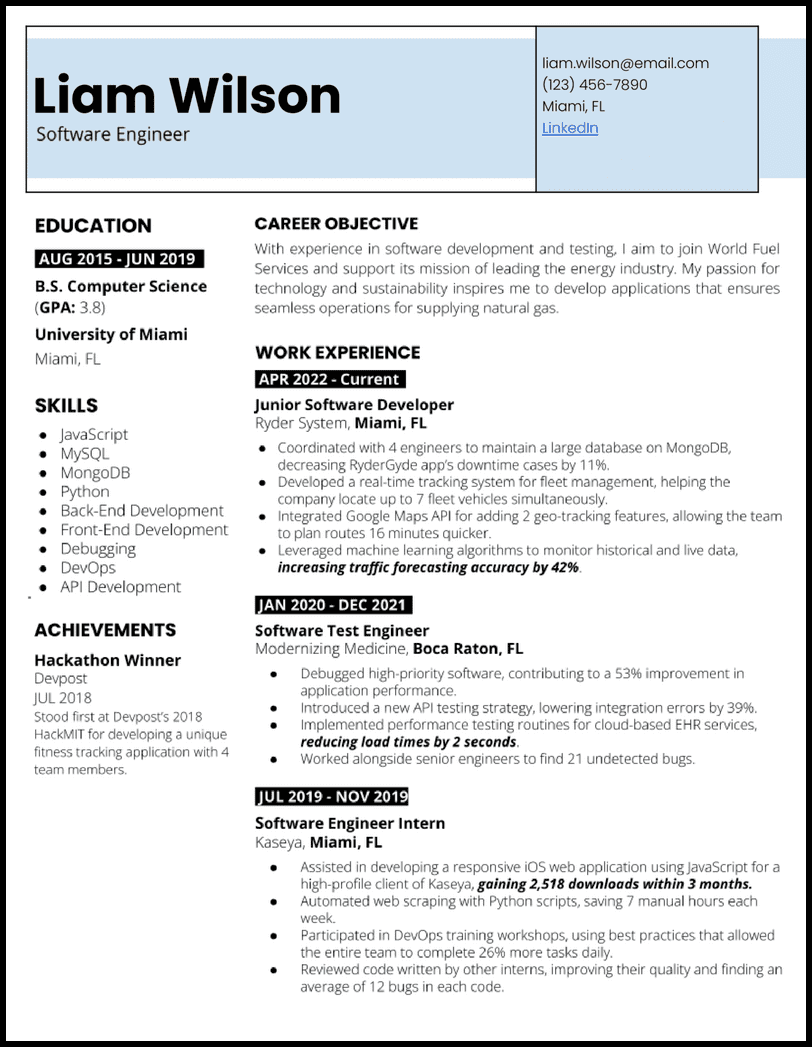 Liam Wilson
Software Engineer
liam.wilson@email.com
(123) 456-7890
Miami, FL
LinkedIn
EDUCATION
AUG 2015 - JUN 2019
B.S. Computer Science
(GPA: 3.8)
University of Miami
Miami, FL
SKILLS
● JavaScript
● MySQL
● MongoDB
● Python
● Back-End Development
● Front-End Development
● Debugging
● DevOps
● API Development
ACHIEVEMENTS
Hackathon Winner
Devpost
JUL 2018
Stood first at Devpost's 2018
HackMIT for developing a unique
fitness tracking application with 4
team members.
CAREER OBJECTIVE
With experience in software development and testing, I aim to join World Fuel
Services and support its mission of leading the energy industry. My passion for
technology and sustainability inspires me to develop applications that ensures
seamless operations for supplying natural gas.
WORK EXPERIENCE
APR 2022 - Current
Junior Software Developer
Ryder System, Miami, FL
● Coordinated with 4 engineers to maintain a large database on MongoDB,
decreasing RyderGyde app's downtime cases by 11%.
● Developed a real-time tracking system for fleet management, helping the
company locate up to 7 fleet vehicles simultaneously.
● Integrated Google Maps API for adding 2 geo-tracking features, allowing the team
to plan routes 16 minutes quicker.
● Leveraged machine learning algorithms to monitor historical and live data,
increasing traffic forecasting accuracy by 42%.
JAN 2020 - DEC 2021
Software Test Engineer
Modernizing Medicine, Boca Raton, FL
● Debugged high-priority software, contributing to a 53% improvement in
application performance.
● Introduced a new API testing strategy, lowering integration errors by 39%.
● Implemented performance testing routines for cloud-based EHR services,
reducing load times by 2 seconds.
● Worked alongside senior engineers to find 21 undetected bugs.
JUL 2019 - NOV 2019
Software Engineer Intern
Kaseya, Miami, FL
● Assisted in developing a responsive iOS web application using JavaScript for a
high-profile client of Kaseya, gaining 2,518 downloads within 3 months.
● Automated web scraping with Python scripts, saving 7 manual hours each
week.
● Participated in DevOps training workshops, using best practices that allowed
the entire team to complete 26% more tasks daily.
● Reviewed code written by other interns, improving their quality and finding an
average of 12 bugs in each code.